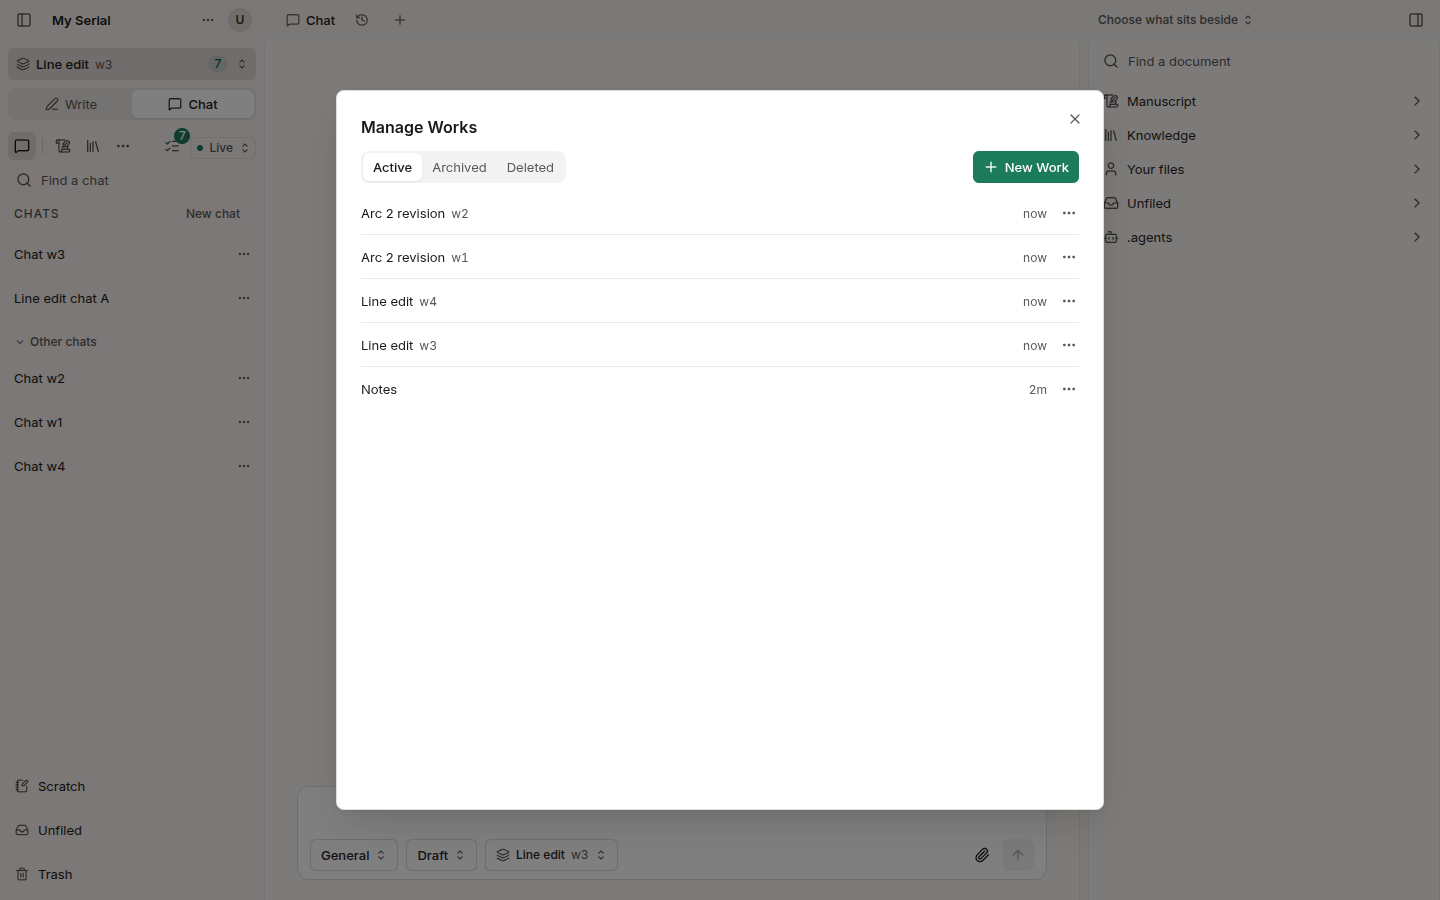 My Serial
U
Line edit w3
7
Write
Chat
7
Live
Find a chat
CHATS
New chat
Chat w3
Line edit chat A
Other chats
Chat w2
Chat w1
Chat w4
Scratch
Unfiled
Trash
Chat
Manage Works
Active
Archived
Deleted
New Work
Arc 2 revision w2
now
Arc 2 revision w1
now
Line edit w4
now
Line edit w3
now
Notes
2m
General
Draft
Line edit w3
Choose what sits beside
Find a document
Manuscript
Knowledge
Your files
Unfiled
.agents